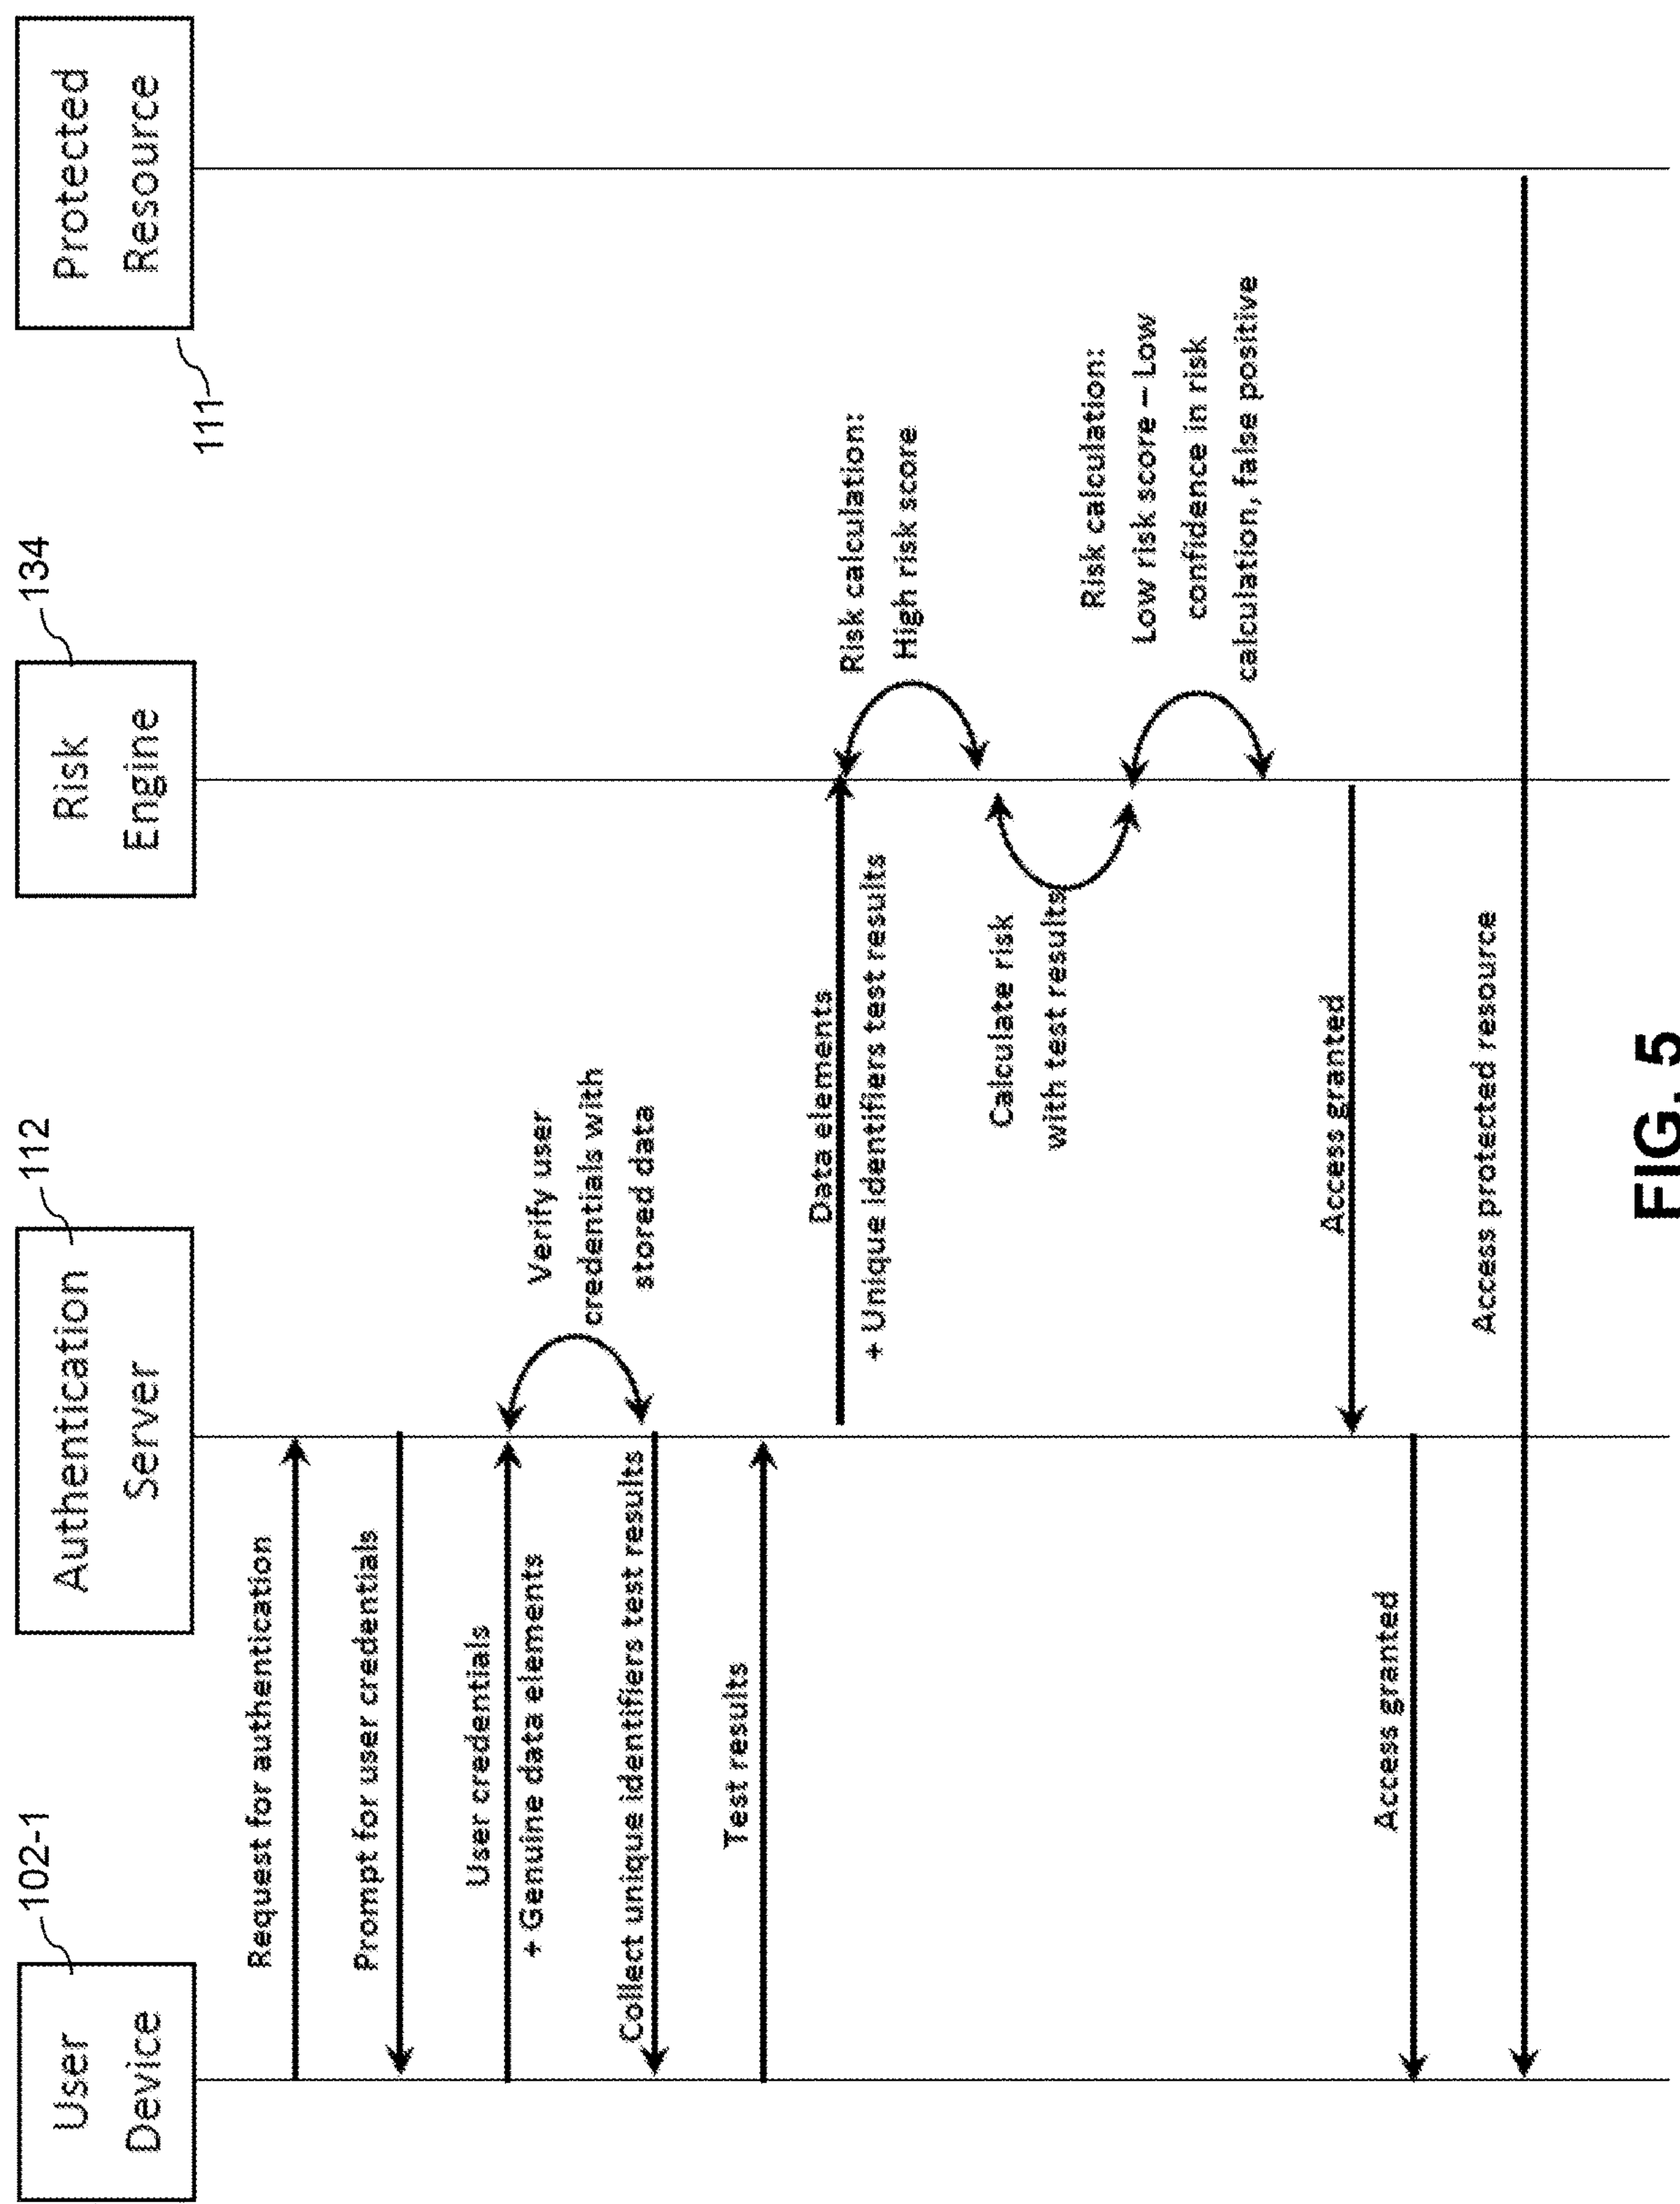 User
Device
102-1
Authentication
Server
112
Risk
Engine
134
Protected
Resource
111
Request for authentication
Prompt for user credentials
User credentials
+ Genuine data elements
Verify user
credentials with
stored data
Collect unique identifiers test results
Test results
Data elements
+ Unique identifiers test results
Risk calculation:
High risk score
Calculate risk
with test results
Risk calculation:
Low risk score – Low
confidence in risk
calculation, false positive
Access granted
Access granted
Access protected resource
FIG. 5